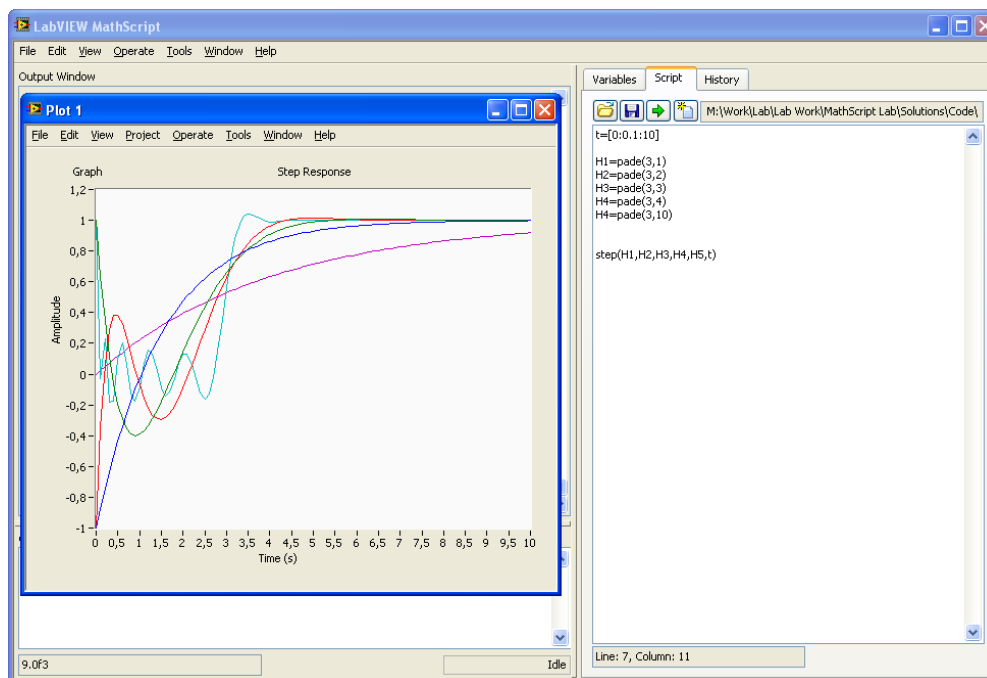 LabVIEW MathScript
File Edit View Operate Tools Window Help
Output Window
Plot 1
File Edit View Project Operate Tools Window Help
Graph
Step Response
1,2
1
0,8
0,6
0,4
0,2
0
-0,2
-0,4
-0,6
-0,8
-1
Amplitude
0 0,5 1 1,5 2 2,5 3 3,5 4 4,5 5 5,5 6 6,5 7 7,5 8 8,5 9 9,5 10
Time (s)
9.0f3
Idle
Variables Script History
M:\Work\Lab\Lab Work\MathScript Lab\Solutions\Code\
t=[0:0.1:10]
H1=pade(3,1)
H2=pade(3,2)
H3=pade(3,3)
H4=pade(3,4)
H4=pade(3,10)
step(H1,H2,H3,H4,H5,t)
Line: 7, Column: 11